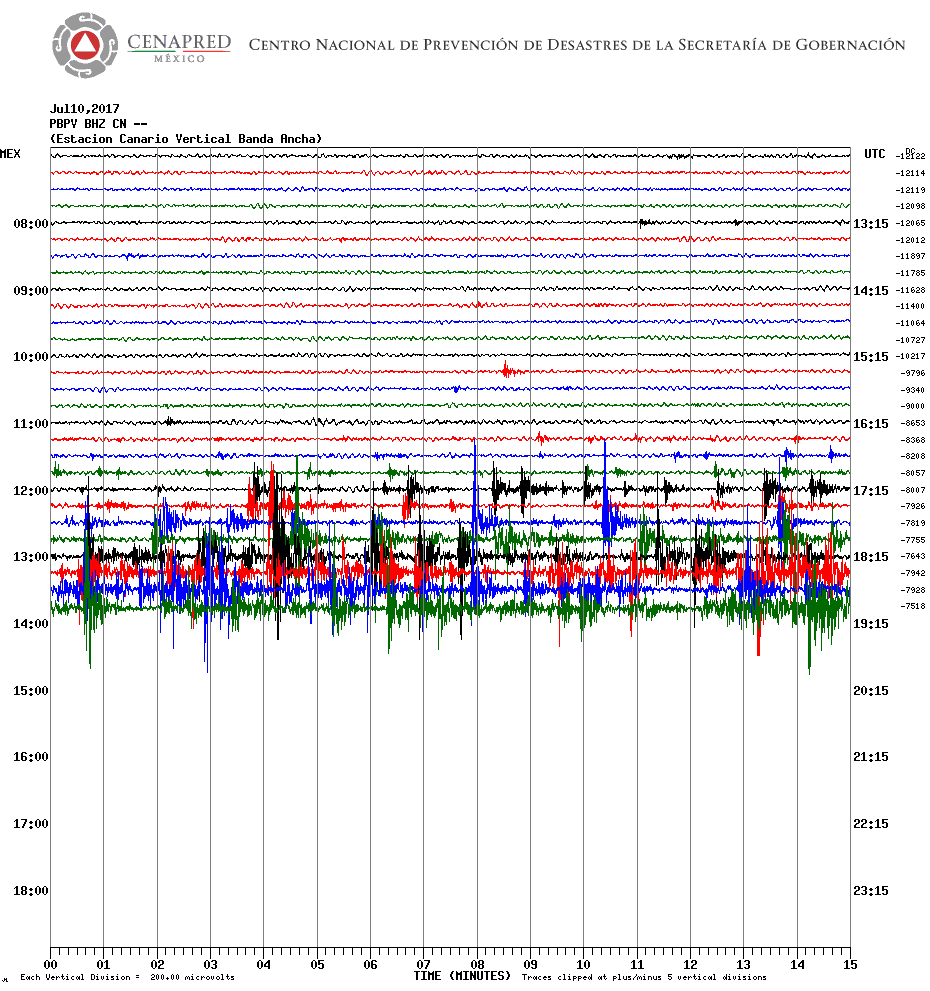 CENAPRED
MÉXICO
CENTRO NACIONAL DE PREVENCIÓN DE DESASTRES DE LA SECRETARÍA DE GOBERNACIÓN
Jul10,2017
PBPV BHZ CN --
(Estacion Canario Vertical Banda Ancha)
MEX UTC DC
-12122
-12114
-12119
-12098
08:00 13:15 -12065
-12012
-11897
-11785
09:00 14:15 -11628
-11400
-11064
-10727
10:00 15:15 -10217
-9796
-9340
-9000
11:00 16:15 -8653
-8368
-8208
-8057
12:00 17:15 -8007
-7926
-7819
-7755
13:00 18:15 -7643
-7942
-7928
-7518
14:00 19:15
15:00 20:15
16:00 21:15
17:00 22:15
18:00 23:15
00 01 02 03 04 05 06 07 08 09 10 11 12 13 14 15
Each Vertical Division = 200.00 microvolts TIME (MINUTES) Traces clipped at plus/minus 5 vertical divisions